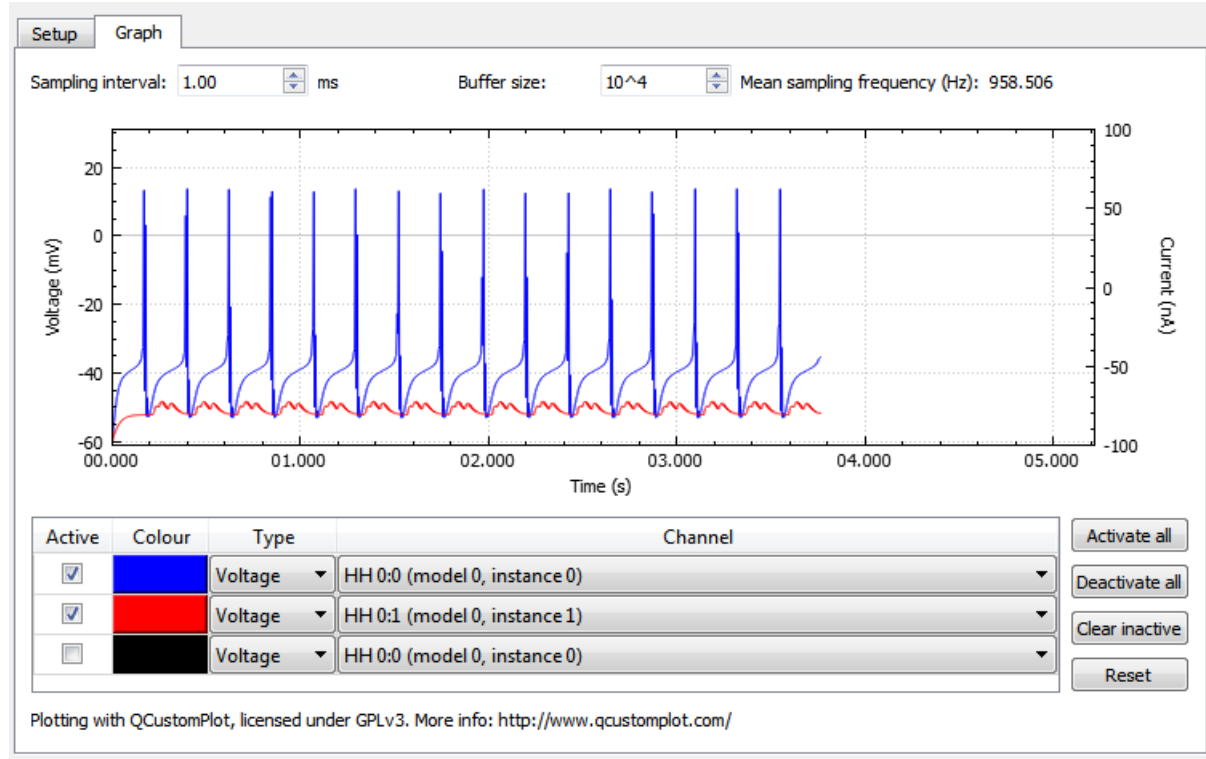 Setup Graph
Sampling interval: 1.00 ms Buffer size: 10^4 Mean sampling frequency (Hz): 958.506
100
20
50
0
0
-20
-40
-50
-60
-100
Voltage (mV)
Current (nA)
00.000 01.000 02.000 03.000 04.000 05.000
Time (s)
Active Colour Type Channel
Voltage HH 0:0 (model 0, instance 0)
Voltage HH 0:1 (model 0, instance 1)
Voltage HH 0:0 (model 0, instance 0)
Activate all
Deactivate all
Clear inactive
Reset
Plotting with QCustomPlot, licensed under GPLv3. More info: http://www.qcustomplot.com/